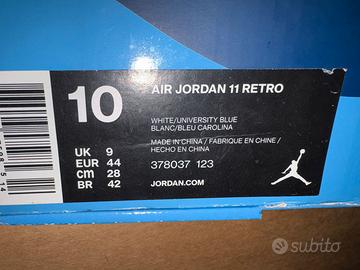 10
AIR JORDAN 11 RETRO
WHITE/UNIVERSITY BLUE
BLANC/BLEU CAROLINA
MADE IN CHINA / FABRIQUE EN CHINE /
HECHO EN CHINA
UK 9
EUR 44
CM 28
BR 42
378037 123
JORDAN.COM
subito